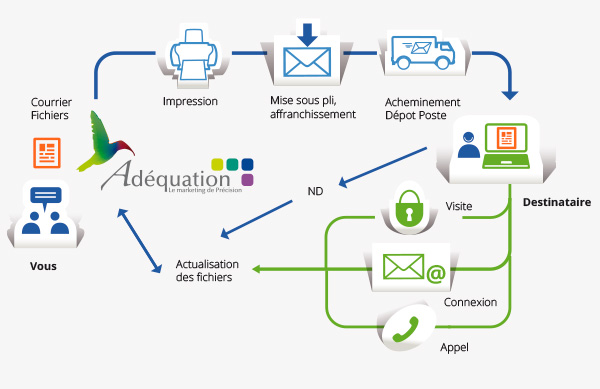 Courrier
Fichiers
Impression
Mise sous pli,
affranchissement
Acheminement
Dépot Poste
Adéquation
Le marketing de Précision
ND
Visite
Destinataire
Vous
Actualisation
des fichiers
@
Connexion
Appel